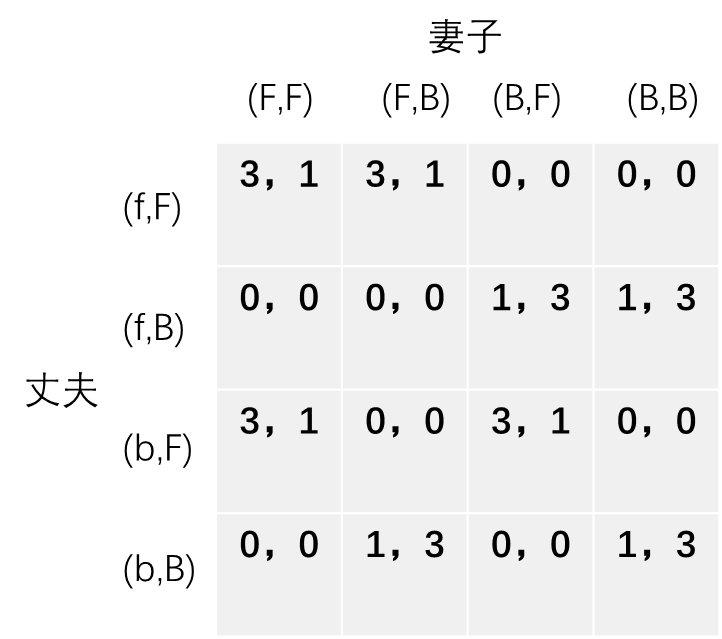 妻子
(F,F) (F,B) (B,F) (B,B)
(f,F) 3, 1 3, 1 0, 0 0, 0
(f,B) 0, 0 0, 0 1, 3 1, 3
丈夫
(b,F) 3, 1 0, 0 3, 1 0, 0
(b,B) 0, 0 1, 3 0, 0 1, 3